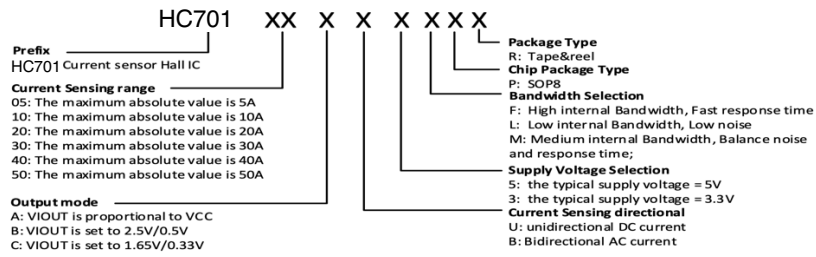 HC701 XX X X X X X X
Prefix
HC701 Current sensor Hall IC
Current Sensing range
05: The maximum absolute value is 5A
10: The maximum absolute value is 10A
20: The maximum absolute value is 20A
30: The maximum absolute value is 30A
40: The maximum absolute value is 40A
50: The maximum absolute value is 50A
Output mode
A: VIOUT is proportional to VCC
B: VIOUT is set to 2.5V/0.5V
C: VIOUT is set to 1.65V/0.33V
Package Type
R: Tape&reel
Chip Package Type
P: SOP8
Bandwidth Selection
F: High internal Bandwidth, Fast response time
L: Low internal Bandwidth, Low noise
M: Medium internal Bandwidth, Balance noise
and response time;
Supply Voltage Selection
5: the typical supply voltage = 5V
3: the typical supply voltage = 3.3V
Current Sensing directional
U: unidirectional DC current
B: Bidirectional AC current